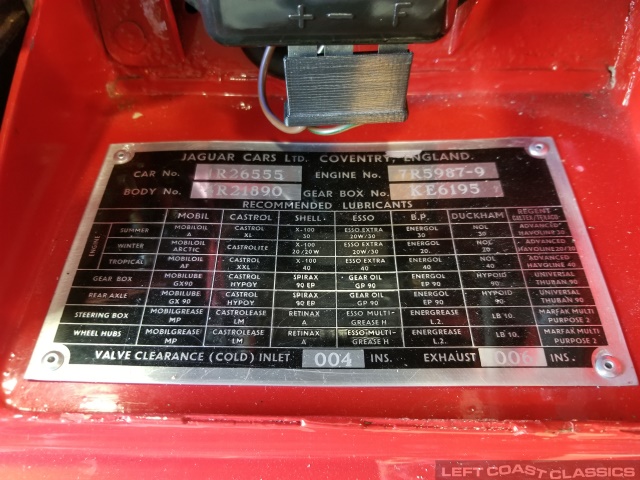 + − F
JAGUAR CARS LTD. COVENTRY, ENGLAND.
CAR No. 1R26555 ENGINE No. 7R5987-9
BODY No. 4R21890 GEAR BOX No. KE6195
RECOMMENDED LUBRICANTS
MOBIL CASTROL SHELL ESSO B.P. DUCKHAM REGENT CALTEX/TEXACO
ENGINE
SUMMER MOBILOIL A CASTROL XL X-100 30 ESSO EXTRA 20W/30 ENERGOL 30 NOL 30 ADVANCED HAVOLINE 30
WINTER MOBILOIL ARCTIC CASTROLITE X-100 20/20W ESSO EXTRA 20W/30 ENERGOL 20. NOL 20 ADVANCED HAVOLINE 20/30
TROPICAL MOBILOIL AF CASTROL XXL X-100 40 ESSO EXTRA 40 ENERGOL 40 NOL 40 ADVANCED HAVOLINE 40
GEAR BOX MOBILUBE GX90 CASTROL HYPOY SPIRAX 90 EP GEAR OIL GP 90 ENERGOL EP 90 HYPOID 90 UNIVERSAL THUBAN 90
REAR AXLE MOBILUBE GX 90 CASTROL HYPOY SPIRAX 90 EP GEAR OIL GP 90 ENERGOL EP 90 HYPOID 90 UNIVERSAL THUBAN 90
STEERING BOX MOBILGREASE MP CASTROLEASE LM RETINAX A ESSO MULTI-GREASE H ENERGREASE L.2. LB 10. MARFAK MULTI PURPOSE 2
WHEEL HUBS MOBILGREASE MP CASTROLEASE LM RETINAX A ESSO MULTI-GREASE H ENERGREASE L.2. LB 10. MARFAK MULTI PURPOSE 2
VALVE CLEARANCE (COLD) INLET 004 INS. EXHAUST 006 INS.
LEFT COAST CLASSICS